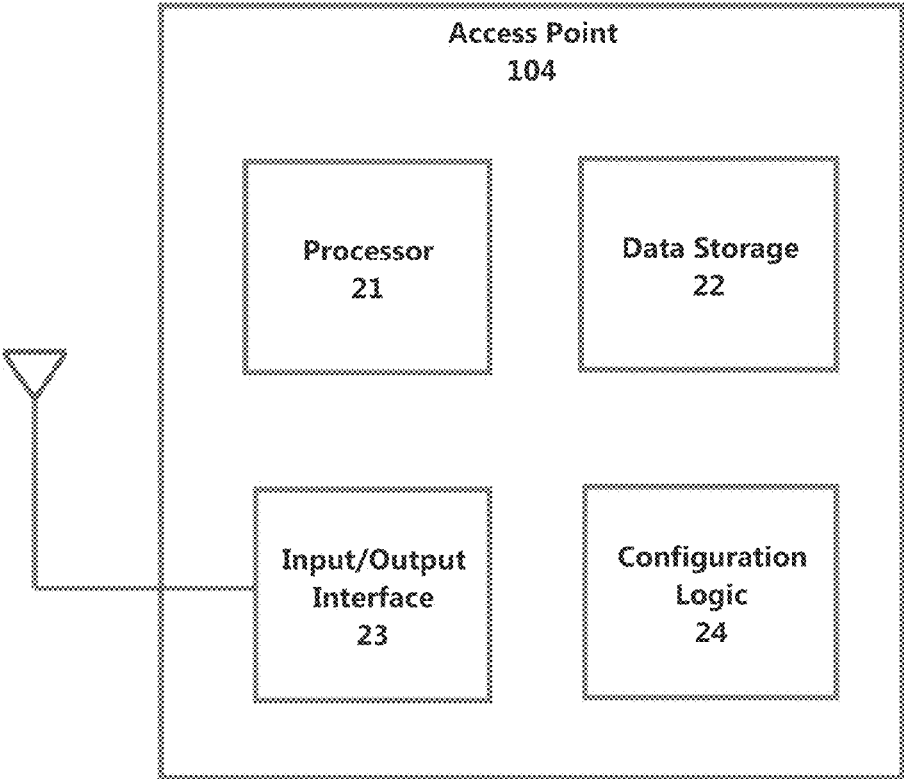 Access Point
104
Processor
21
Data Storage
22
Input/Output
Interface
23
Configuration
Logic
24